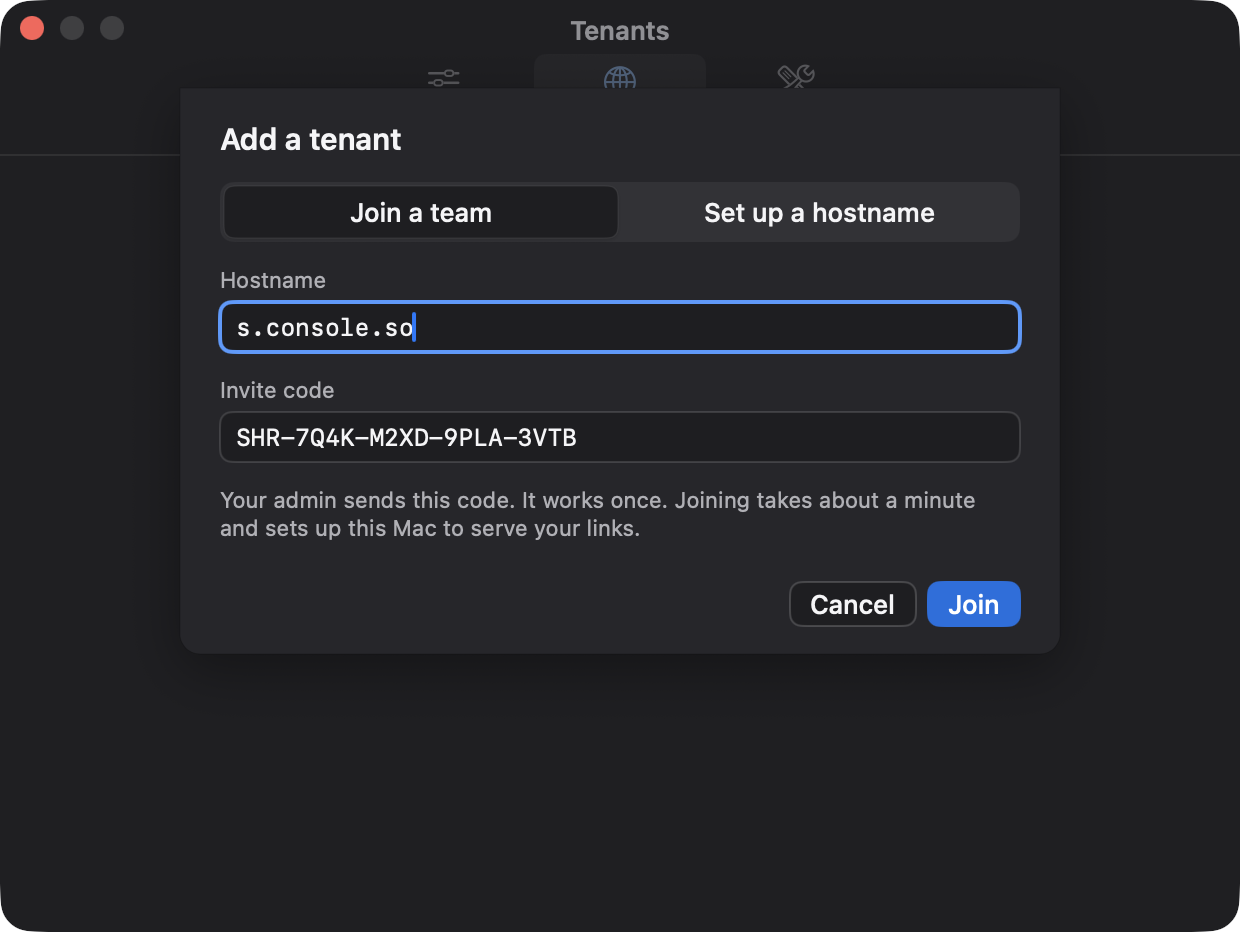 Tenants
Add a tenant
Join a team
Set up a hostname
Hostname
s.console.so
Invite code
SHR–7Q4K–M2XD–9PLA–3VTB
Your admin sends this code. It works once. Joining takes about a minute
and sets up this Mac to serve your links.
Cancel
Join